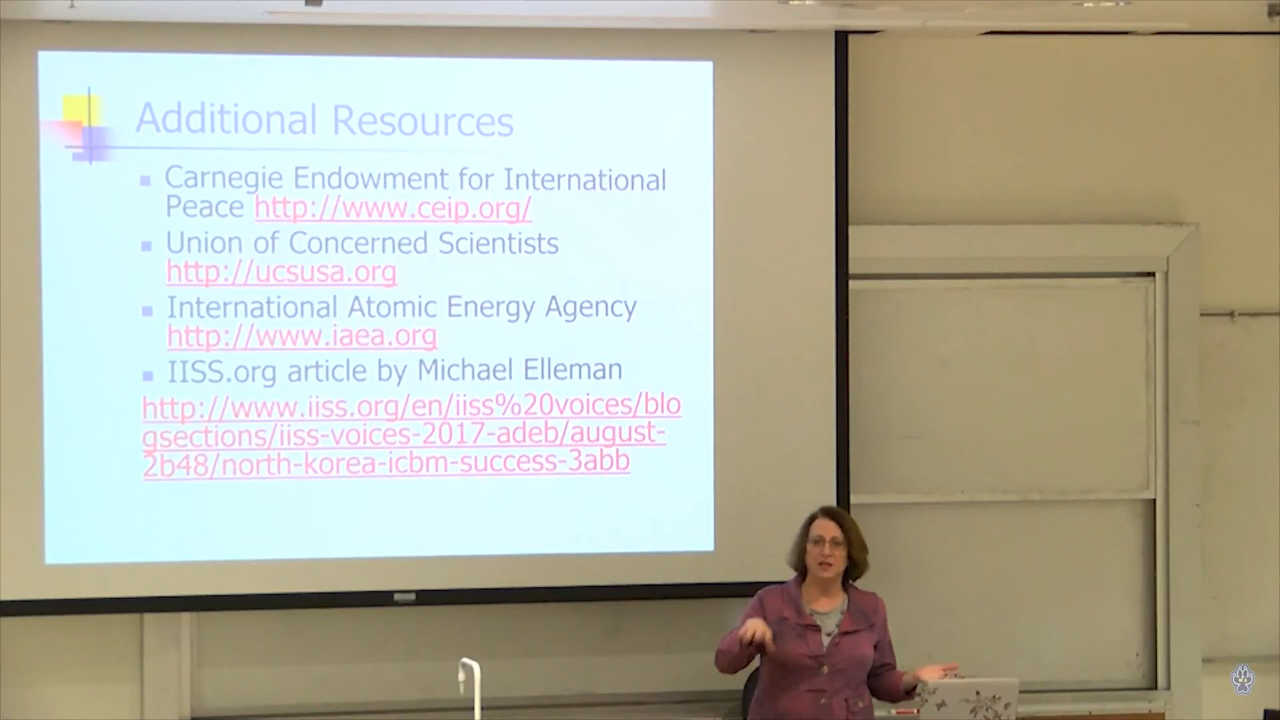 Additional Resources
Carnegie Endowment for International
Peace http://www.ceip.org/
Union of Concerned Scientists
http://ucsusa.org
International Atomic Energy Agency
http://www.iaea.org
IISS.org article by Michael Elleman
http://www.iiss.org/en/iiss%20voices/blo
gsections/iiss-voices-2017-adeb/august-
2b48/north-korea-icbm-success-3abb